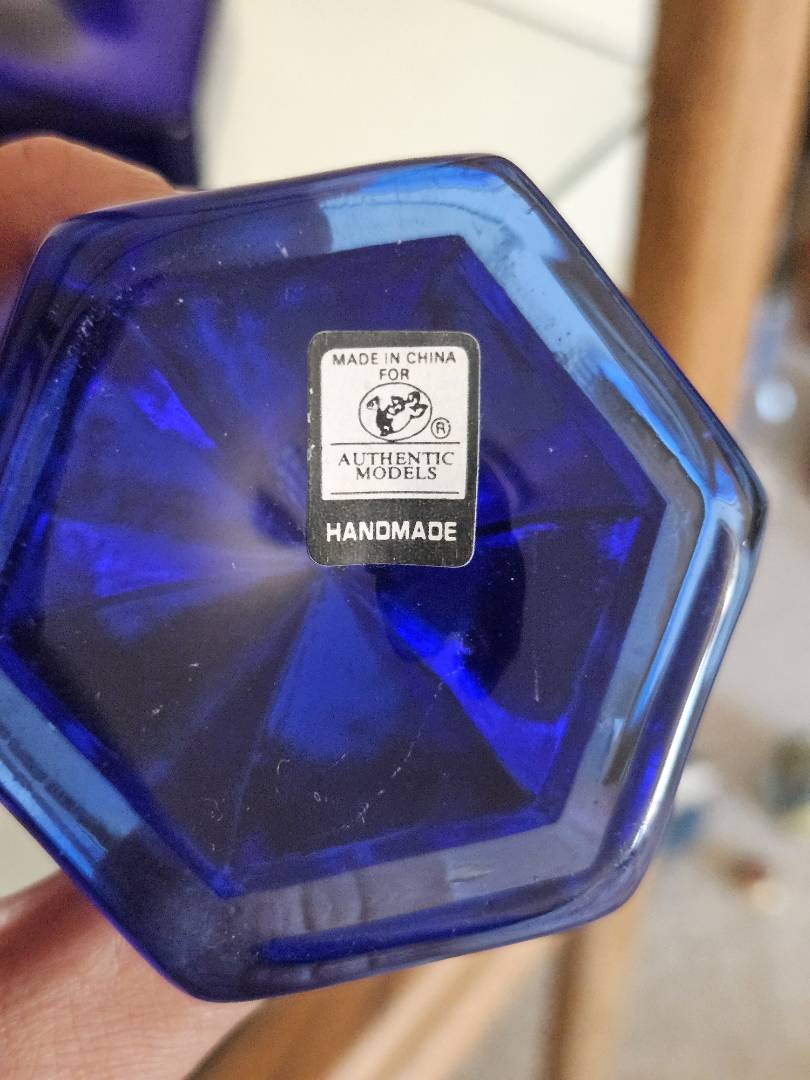 MADE IN CHINA
FOR
®
AUTHENTIC
MODELS
HANDMADE